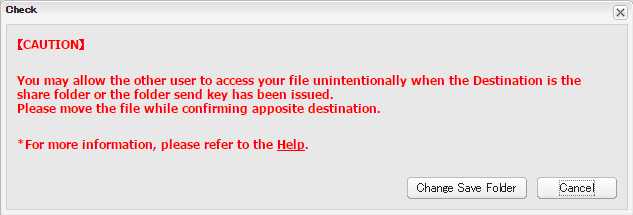 Check
【CAUTION】
You may allow the other user to access your file unintentionally when the Destination is the
share folder or the folder send key has been issued.
Please move the file while confirming apposite destination.
*For more information, please refer to the Help.
Change Save Folder
Cancel